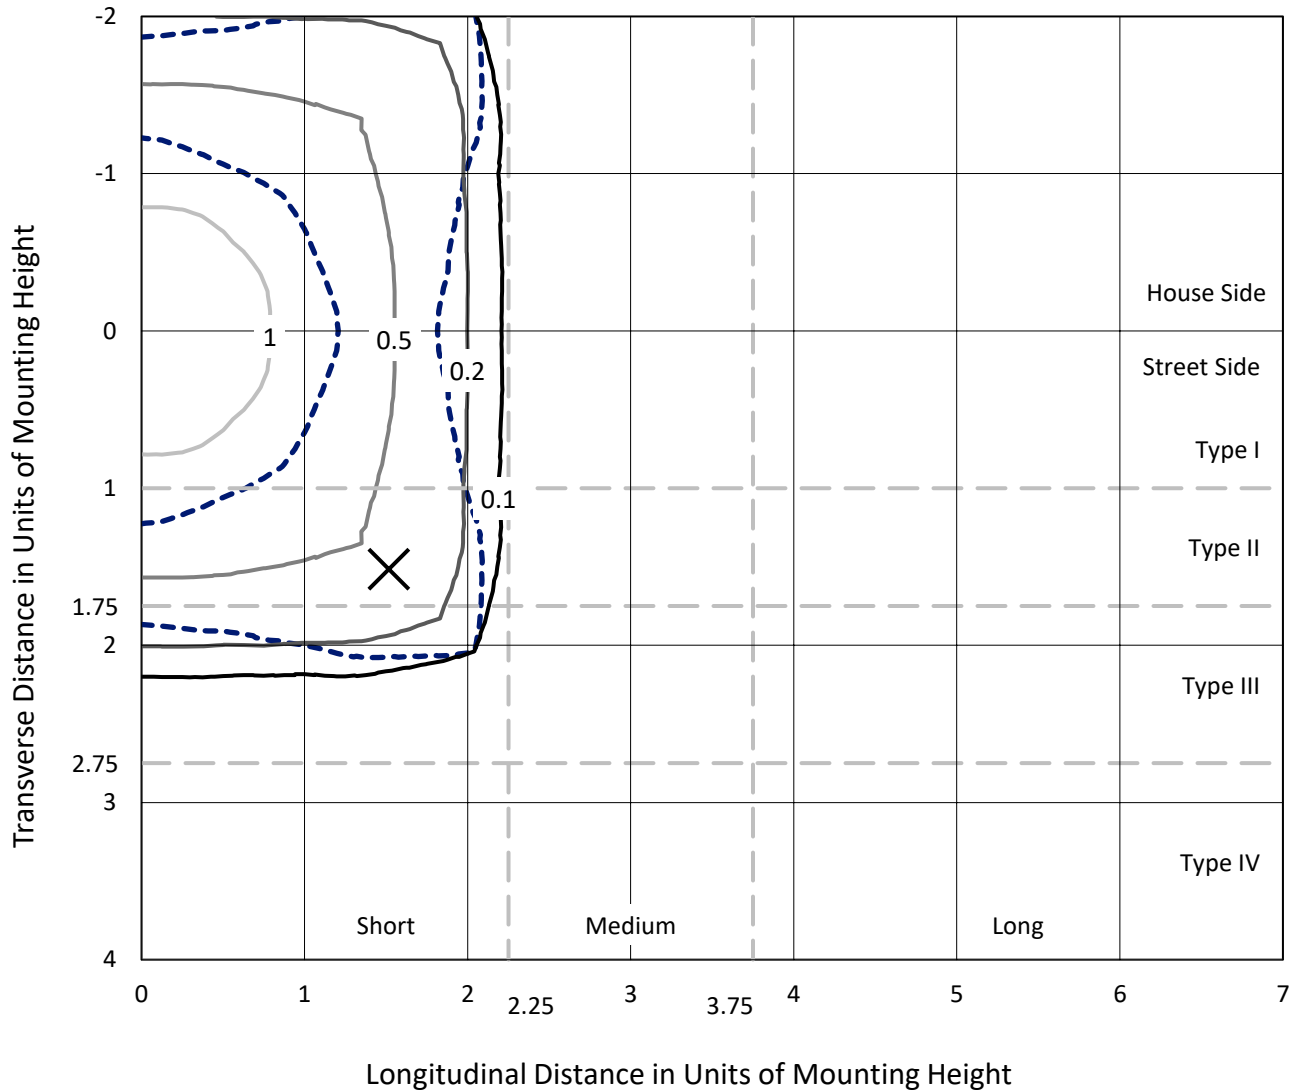 -2
-1
0
1
1.75
2
2.75
3
4
Transverse Distance in Units of Mounting Height
1
0.5
0.2
0.1
House Side
Street Side
Type I
Type II
Type III
Type IV
Short
Medium
Long
0
1
2
2.25
3
3.75
4
5
6
7
Longitudinal Distance in Units of Mounting Height